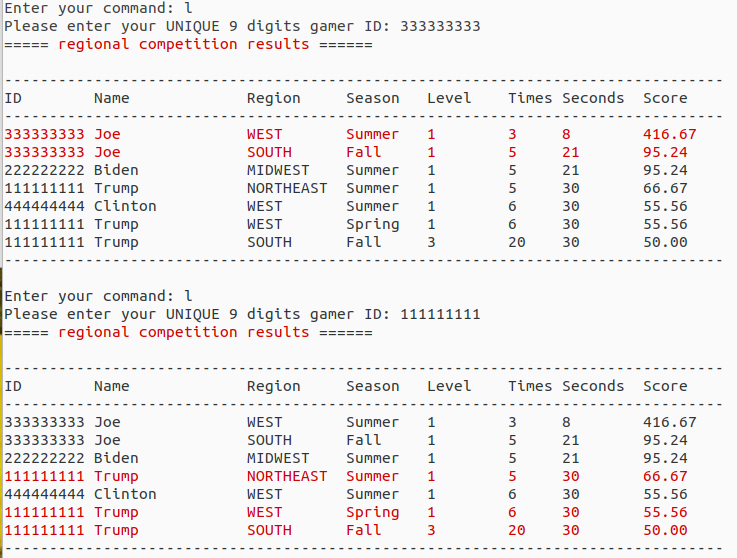 Enter your command: l
Please enter your UNIQUE 9 digits gamer ID: 333333333
===== regional competition results ======
--------------------------------------------------------------------------------
ID        Name             Region     Season   Level    Times Seconds  Score
--------------------------------------------------------------------------------
333333333 Joe              WEST       Summer   1        3     8        416.67
333333333 Joe              SOUTH      Fall     1        5     21       95.24
222222222 Biden            MIDWEST    Summer   1        5     21       95.24
111111111 Trump            NORTHEAST  Summer   1        5     30       66.67
444444444 Clinton          WEST       Summer   1        6     30       55.56
111111111 Trump            WEST       Spring   1        6     30       55.56
111111111 Trump            SOUTH      Fall     3        20    30       50.00
--------------------------------------------------------------------------------
Enter your command: l
Please enter your UNIQUE 9 digits gamer ID: 111111111
===== regional competition results ======
--------------------------------------------------------------------------------
ID        Name             Region     Season   Level    Times Seconds  Score
--------------------------------------------------------------------------------
333333333 Joe              WEST       Summer   1        3     8        416.67
333333333 Joe              SOUTH      Fall     1        5     21       95.24
222222222 Biden            MIDWEST    Summer   1        5     21       95.24
111111111 Trump            NORTHEAST  Summer   1        5     30       66.67
444444444 Clinton          WEST       Summer   1        6     30       55.56
111111111 Trump            WEST       Spring   1        6     30       55.56
111111111 Trump            SOUTH      Fall     3        20    30       50.00
--------------------------------------------------------------------------------